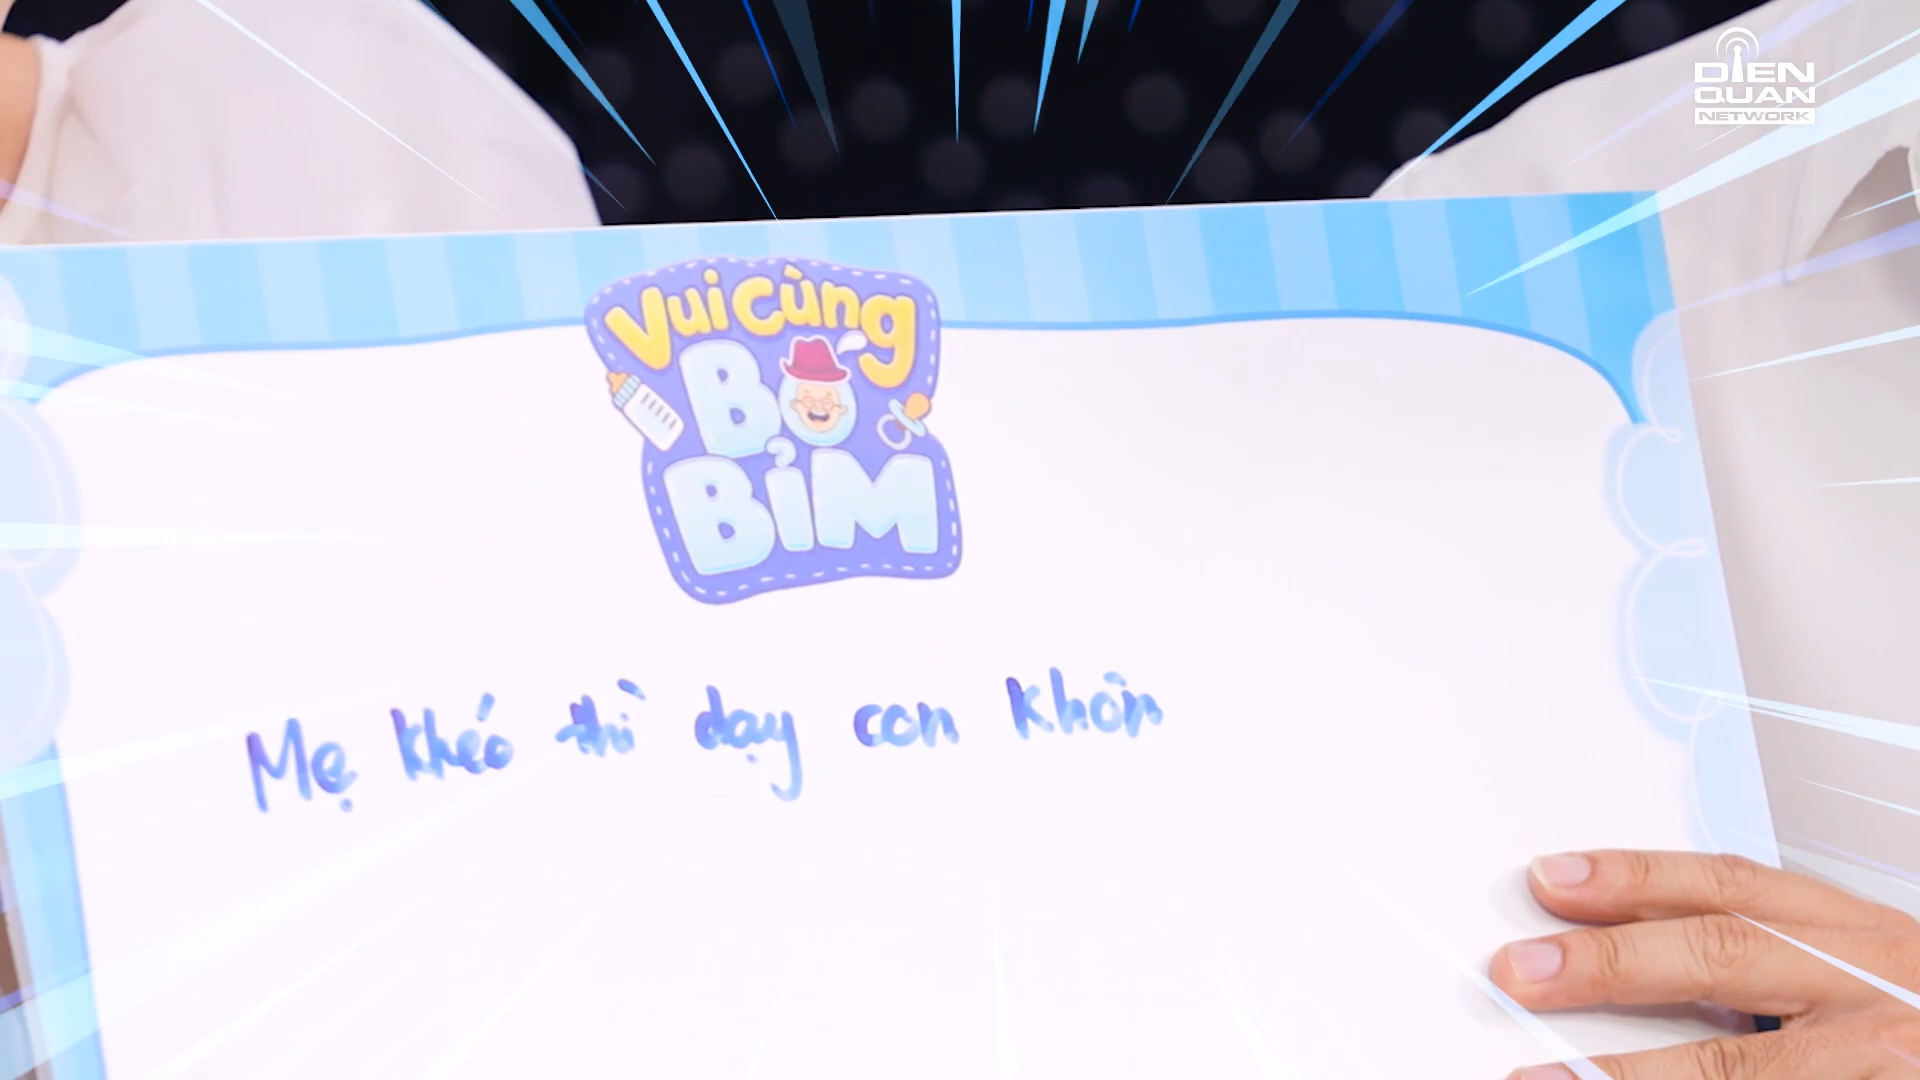 DIEN
QUAN
NETWORK
Vui cùng
BỐ
BỈM
Mẹ khéo thì dạy con khôn